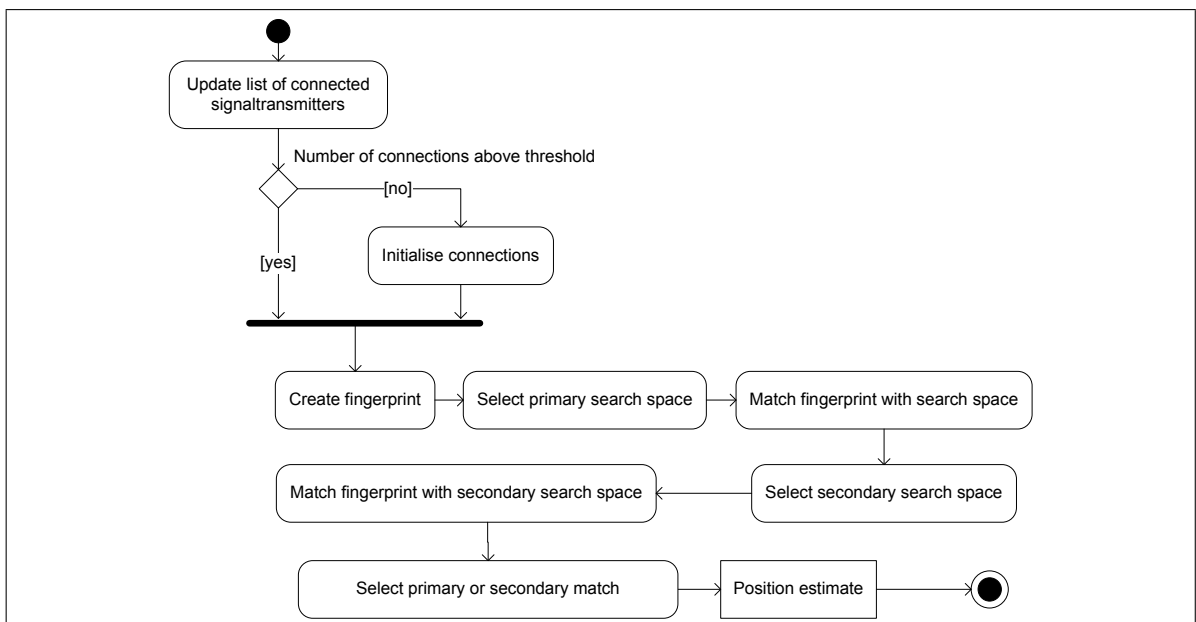 Update list of connected
signaltransmitters
Number of connections above threshold
[no]
Initialise connections
[yes]
Create fingerprint
Select primary search space
Match fingerprint with search space
Select secondary search space
Match fingerprint with secondary search space
Select primary or secondary match
Position estimate